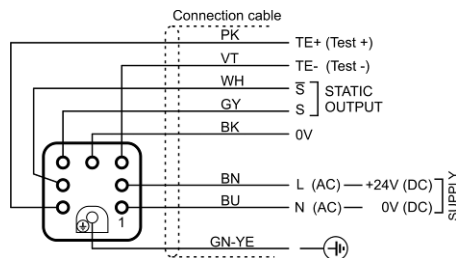 Connection cable
PK TE+ (Test +)
VT TE- (Test -)
WH S̅ STATIC
GY S OUTPUT
BK 0V
BN L (AC) +24V (DC)
BU N (AC) 0V (DC)
SUPPLY
1
GN-YE